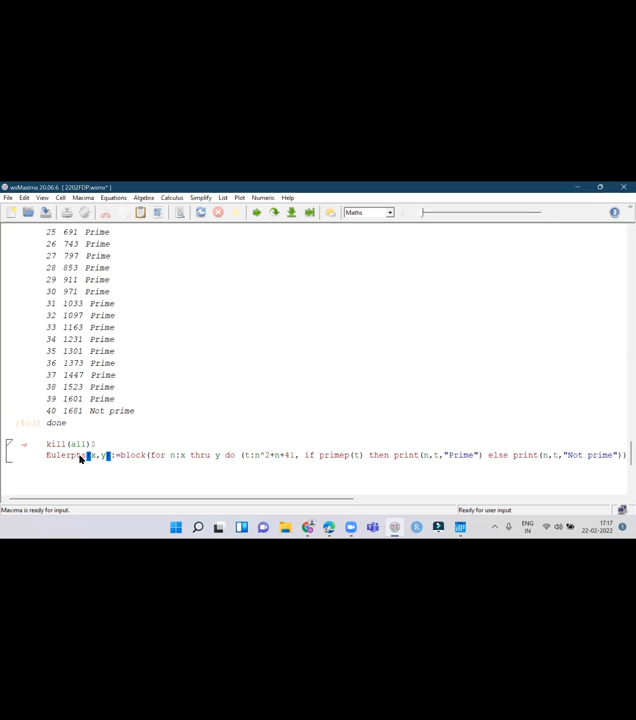 wxMaxima 20.06.6 [ 2202FDP.wxmx* ]
File Edit View Cell Maxima Equations Algebra Calculus Simplify List Plot Numeric Help
Maths
25 691 Prime
26 743 Prime
27 797 Prime
28 853 Prime
29 911 Prime
30 971 Prime
31 1033 Prime
32 1097 Prime
33 1163 Prime
34 1231 Prime
35 1301 Prime
36 1373 Prime
37 1447 Prime
38 1523 Prime
39 1601 Prime
40 1681 Not prime
done
kill(all)$
Eulerpts(x,y):=block(for n:x thru y do (t:n^2+n+41, if primep(t) then print(n,t,"Prime") else print(n,t,"Not prime"))
Maxima is ready for input. Ready for user input
ENG
IN
17:17
22-02-2022